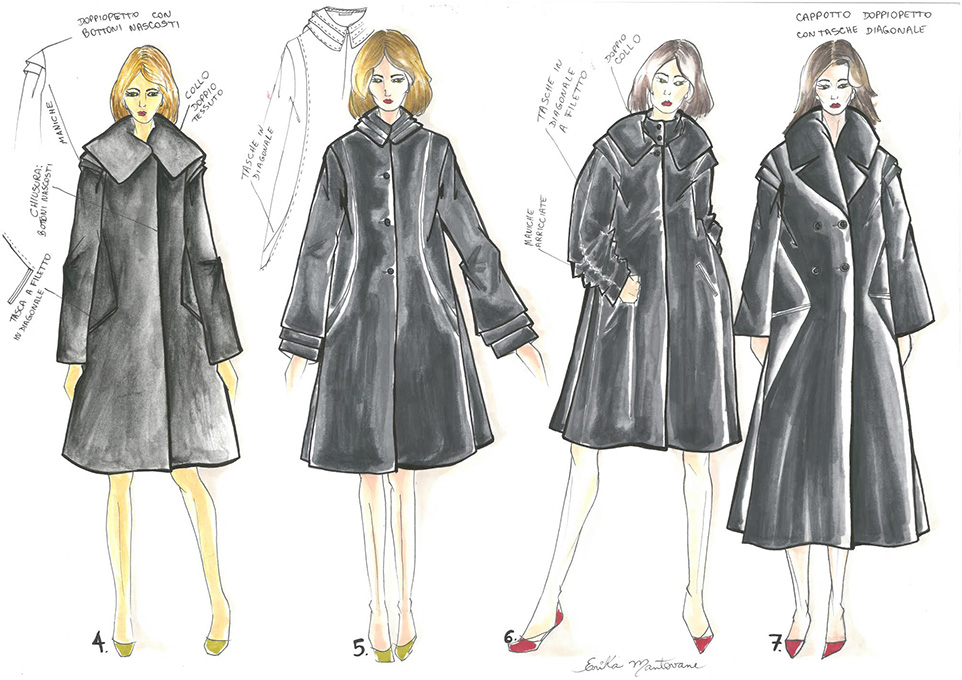 DOPPIOPETTO CON
BOTTONI NASCOSTI
COLLO
DOPPIO
TESSUTO
MANICHE
CHIUSURA:
BOTTONI NASCOSTI
TASCA A FILETTO
IN DIAGONALE
4.
TASCHE IN
DIAGONALE
5.
TASCHE IN
DIAGONALE
A FILETTO
DOPPIO
COLLO
MANICHE
ARRICCIATE
6.
CAPPOTTO DOPPIOPETTO
CON TASCHE DIAGONALE
7.
Erika Mantovane